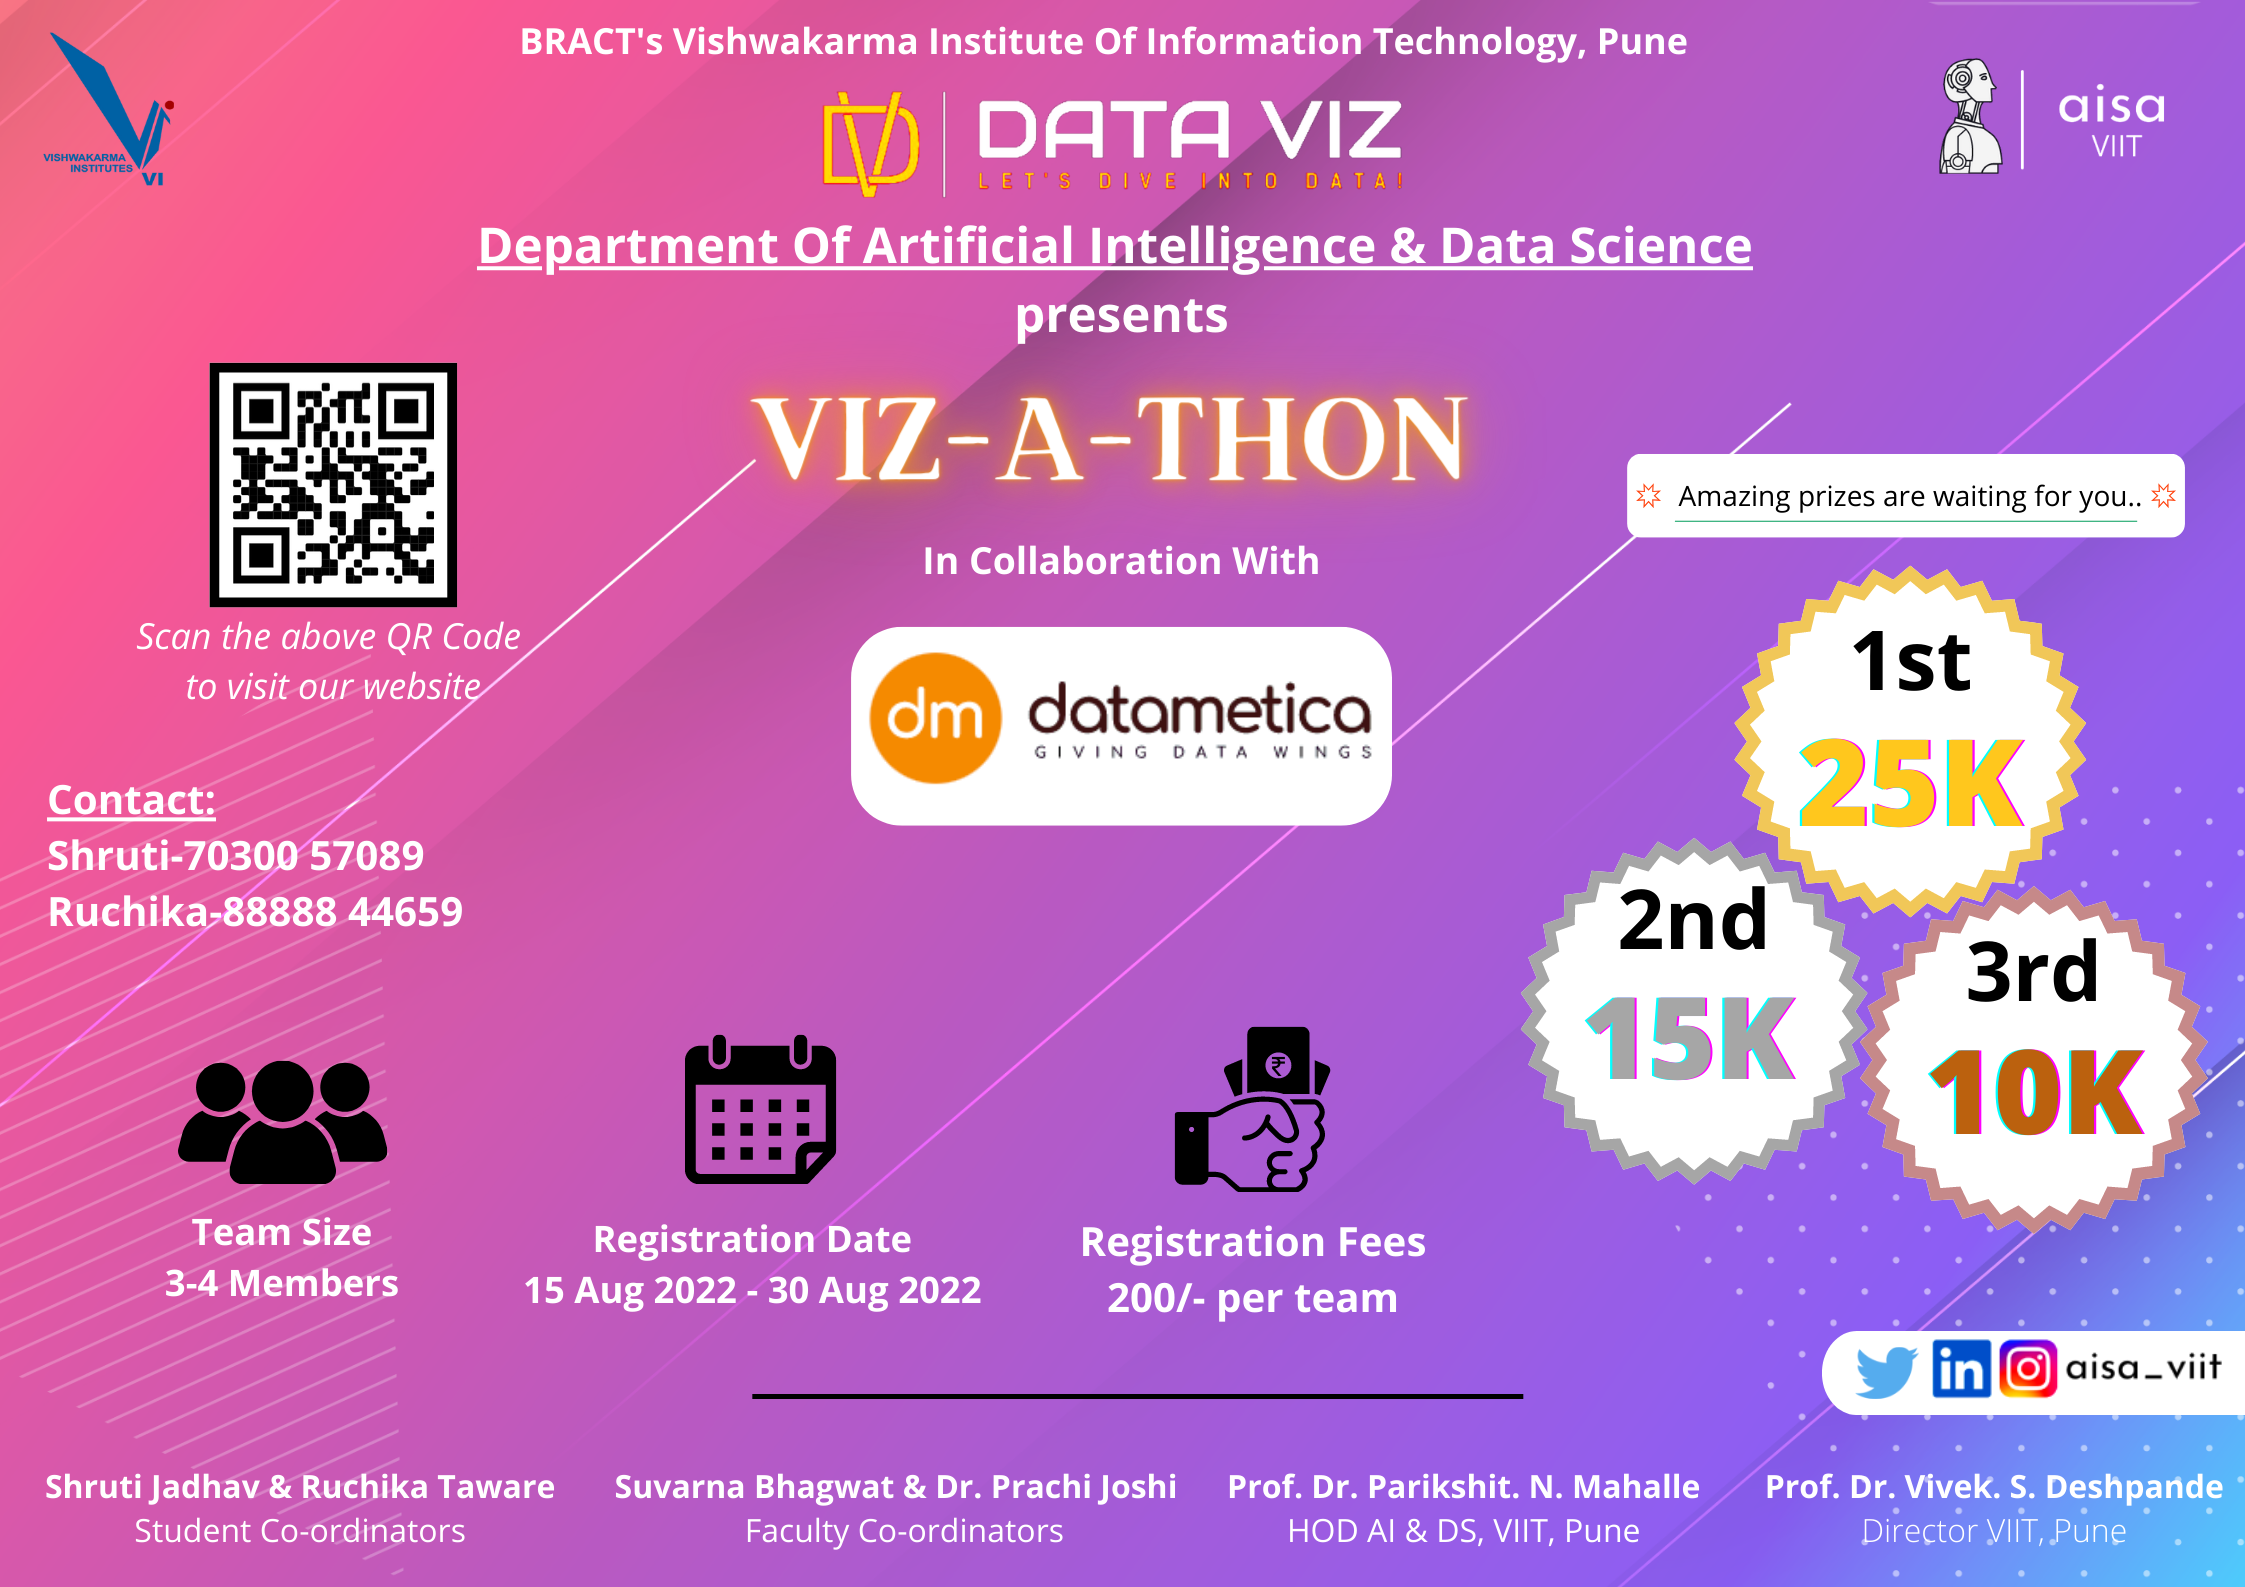 BRACT's Vishwakarma Institute Of Information Technology, Pune
VISHWAKARMA
INSTITUTES
VI
DATA VIZ
LET'S DIVE INTO DATA!
aisa
VIIT
Department Of Artificial Intelligence & Data Science
presents
VIZ-A-THON
In Collaboration With
dm datametica
GIVING DATA WINGS
Scan the above QR Code
to visit our website
Contact:
Shruti-70300 57089
Ruchika-88888 44659
Amazing prizes are waiting for you..
1st
25K
2nd
15K
3rd
10K
Team Size
3-4 Members
Registration Date
15 Aug 2022 - 30 Aug 2022
₹
Registration Fees
200/- per team
in aisa_viit
Shruti Jadhav & Ruchika Taware
Student Co-ordinators
Suvarna Bhagwat & Dr. Prachi Joshi
Faculty Co-ordinators
Prof. Dr. Parikshit. N. Mahalle
HOD AI & DS, VIIT, Pune
Prof. Dr. Vivek. S. Deshpande
Director VIIT, Pune